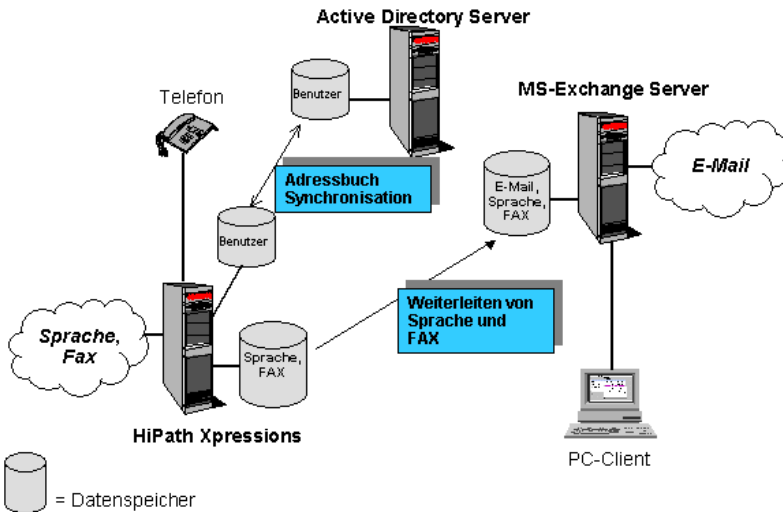 Active Directory Server
Benutzer
Telefon
MS-Exchange Server
E-Mail
Adressbuch
Synchronisation
E-Mail,
Sprache,
FAX
Benutzer
Weiterleiten von
Sprache und
FAX
Sprache,
Fax
Sprache,
FAX
HiPath Xpressions
PC-Client
= Datenspeicher